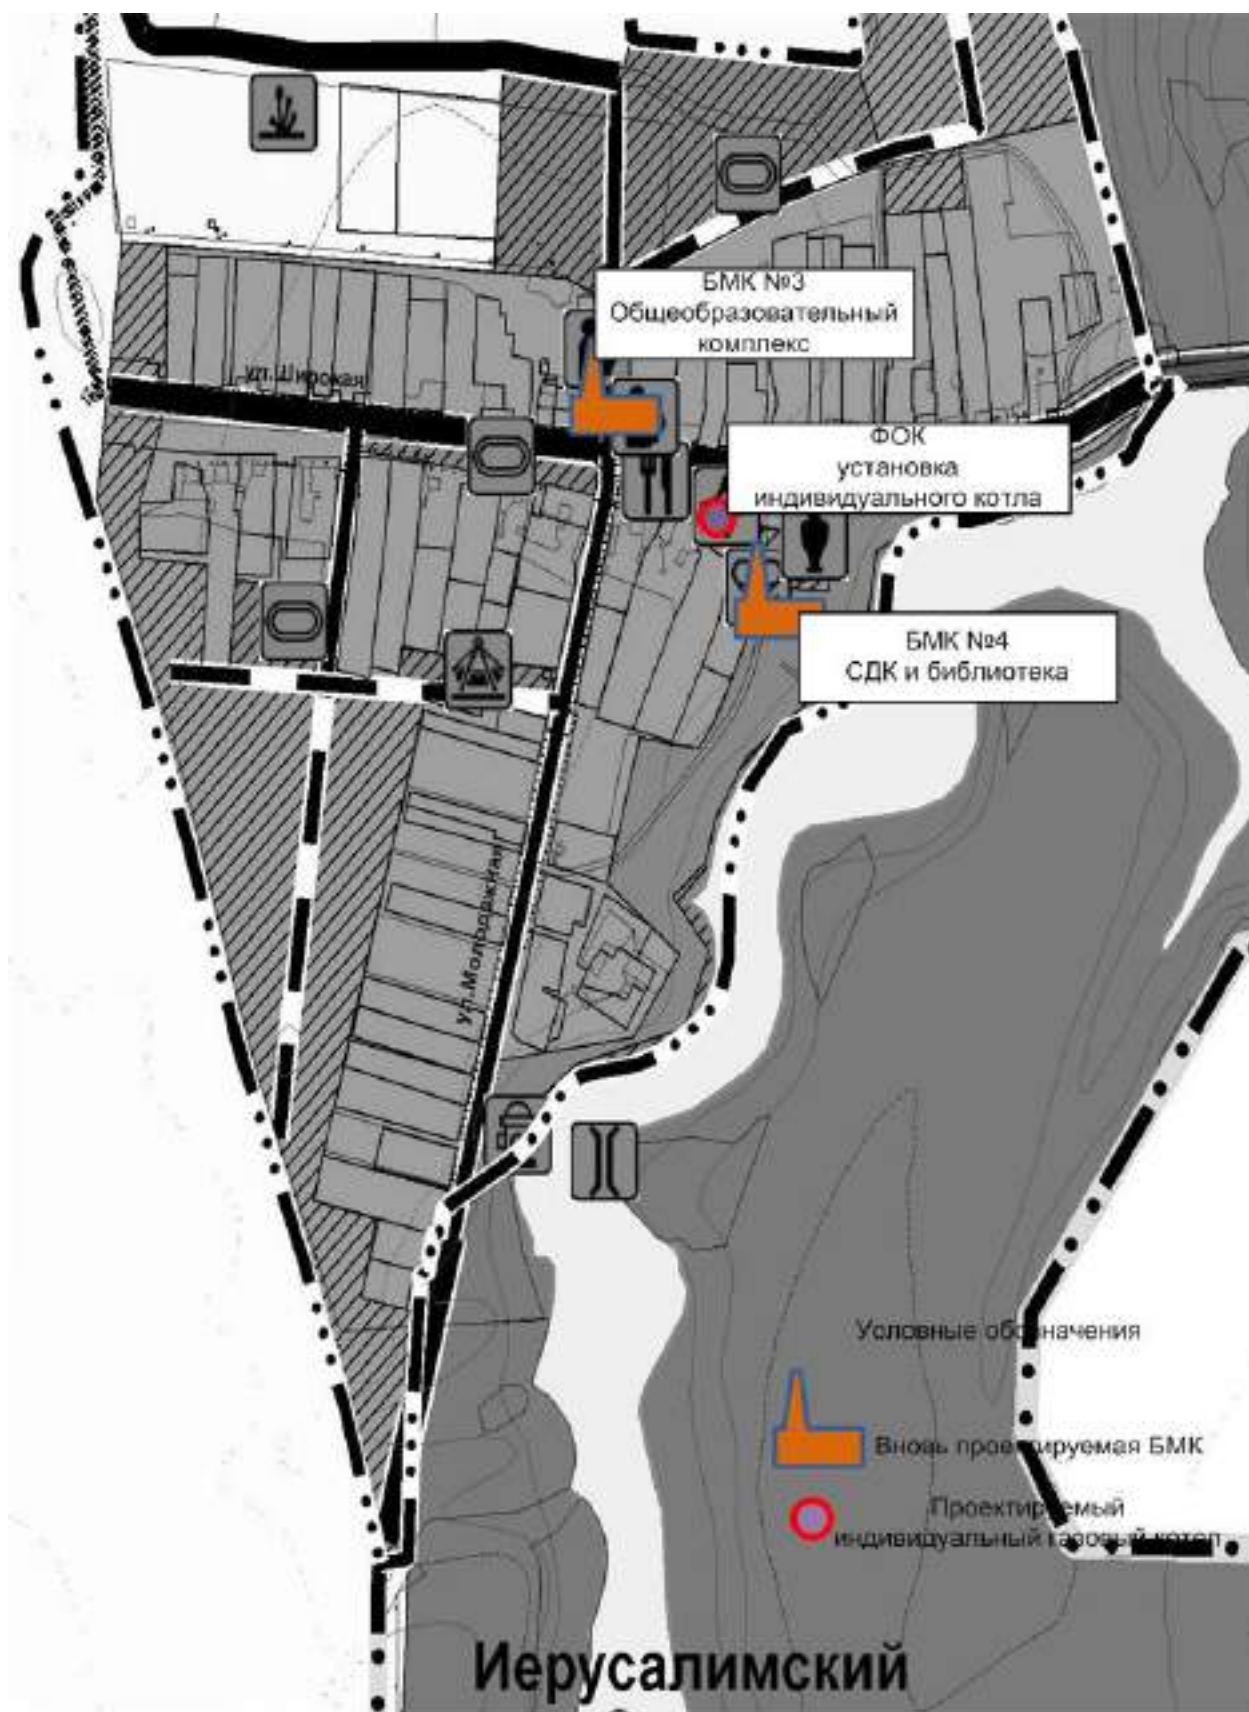 БМК №3
Общеобразовательный
комплекс
ул.Широкая
ФОК
установка
индивидуального котла
БМК №4
СДК и библиотека
ул.Молодёжная
Условные обозначения
Вновь проектируемая БМК
Проектируемый
индивидуальный газовый котел
Иерусалимский